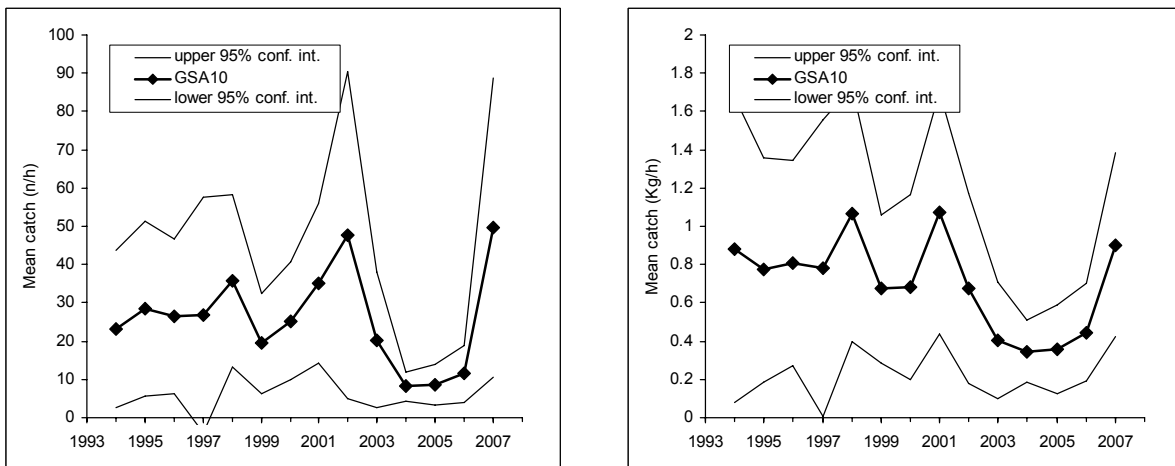 100
90
80
70
60
50
40
30
20
10
0
Mean catch (n/h)
upper 95% conf. int.
GSA10
lower 95% conf. int.
1993 1995 1997 1999 2001 2003 2005 2007
2
1.8
1.6
1.4
1.2
1
0.8
0.6
0.4
0.2
0
Mean catch (Kg/h)
upper 95% conf. int.
GSA10
lower 95% conf. int.
1993 1995 1997 1999 2001 2003 2005 2007